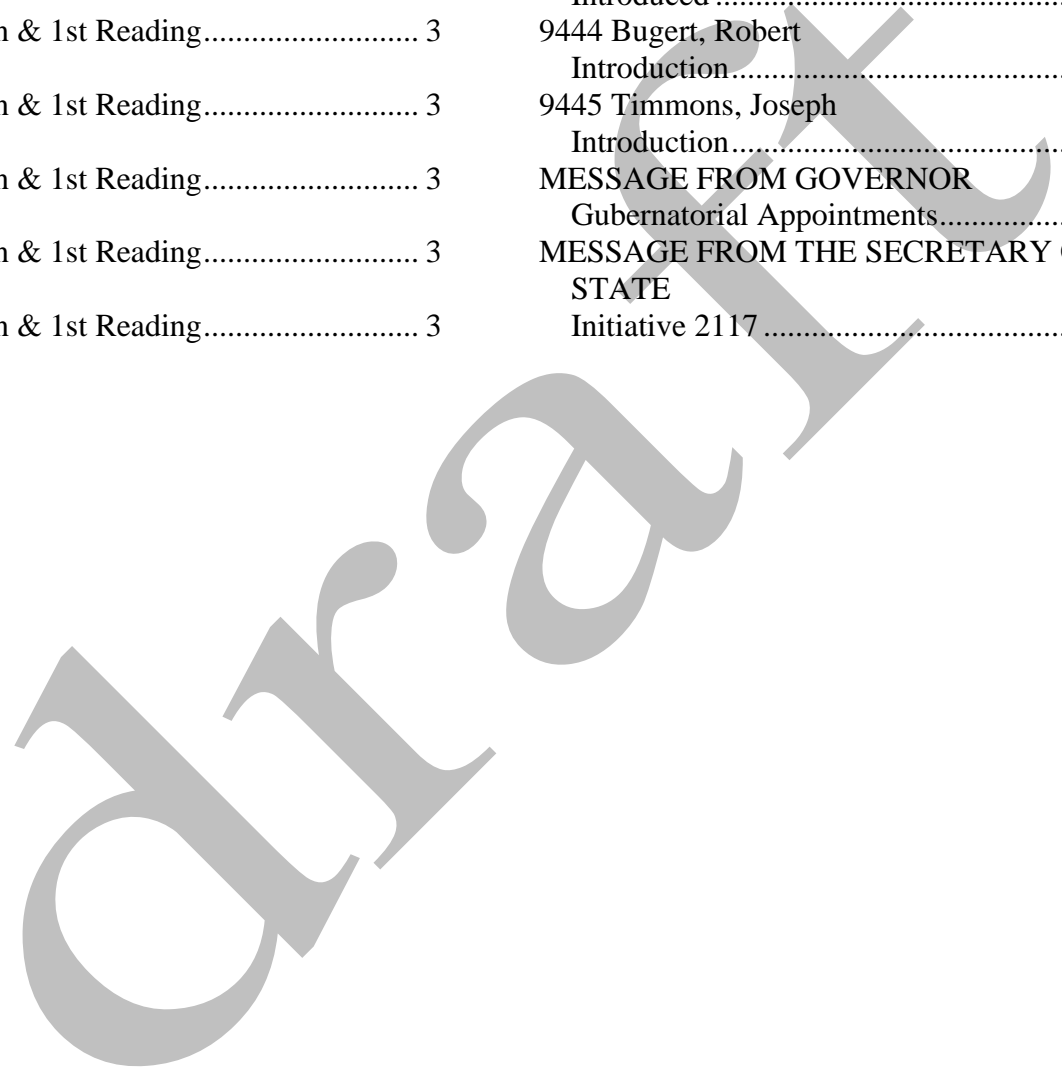 n & 1st Reading.......................... 3
n & 1st Reading.......................... 3
n & 1st Reading.......................... 3
n & 1st Reading.......................... 3
n & 1st Reading.......................... 3
Introduced
9444 Bugert, Robert
Introduction
9445 Timmons, Joseph
Introduction
MESSAGE FROM GOVERNOR
Gubernatorial Appointments
MESSAGE FROM THE SECRETARY
STATE
Initiative 2117
draft